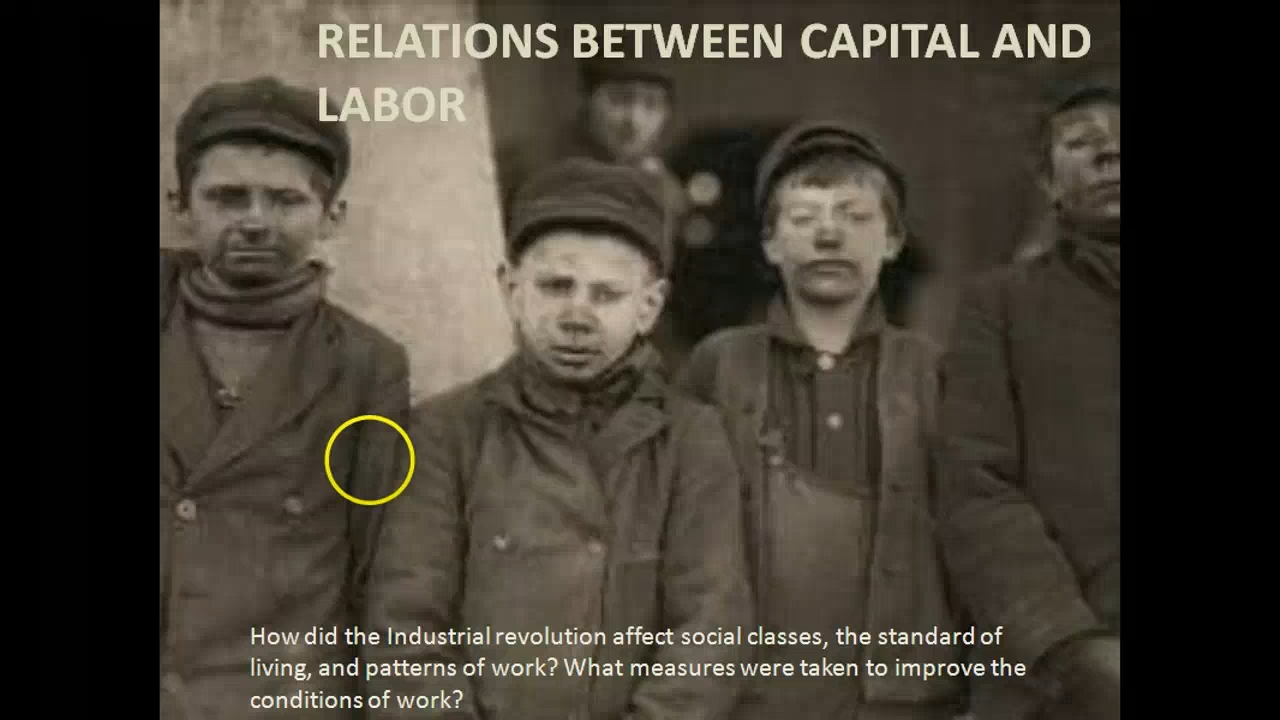 RELATIONS BETWEEN CAPITAL AND
LABOR
How did the Industrial revolution affect social classes, the standard of
living, and patterns of work? What measures were taken to improve the
conditions of work?